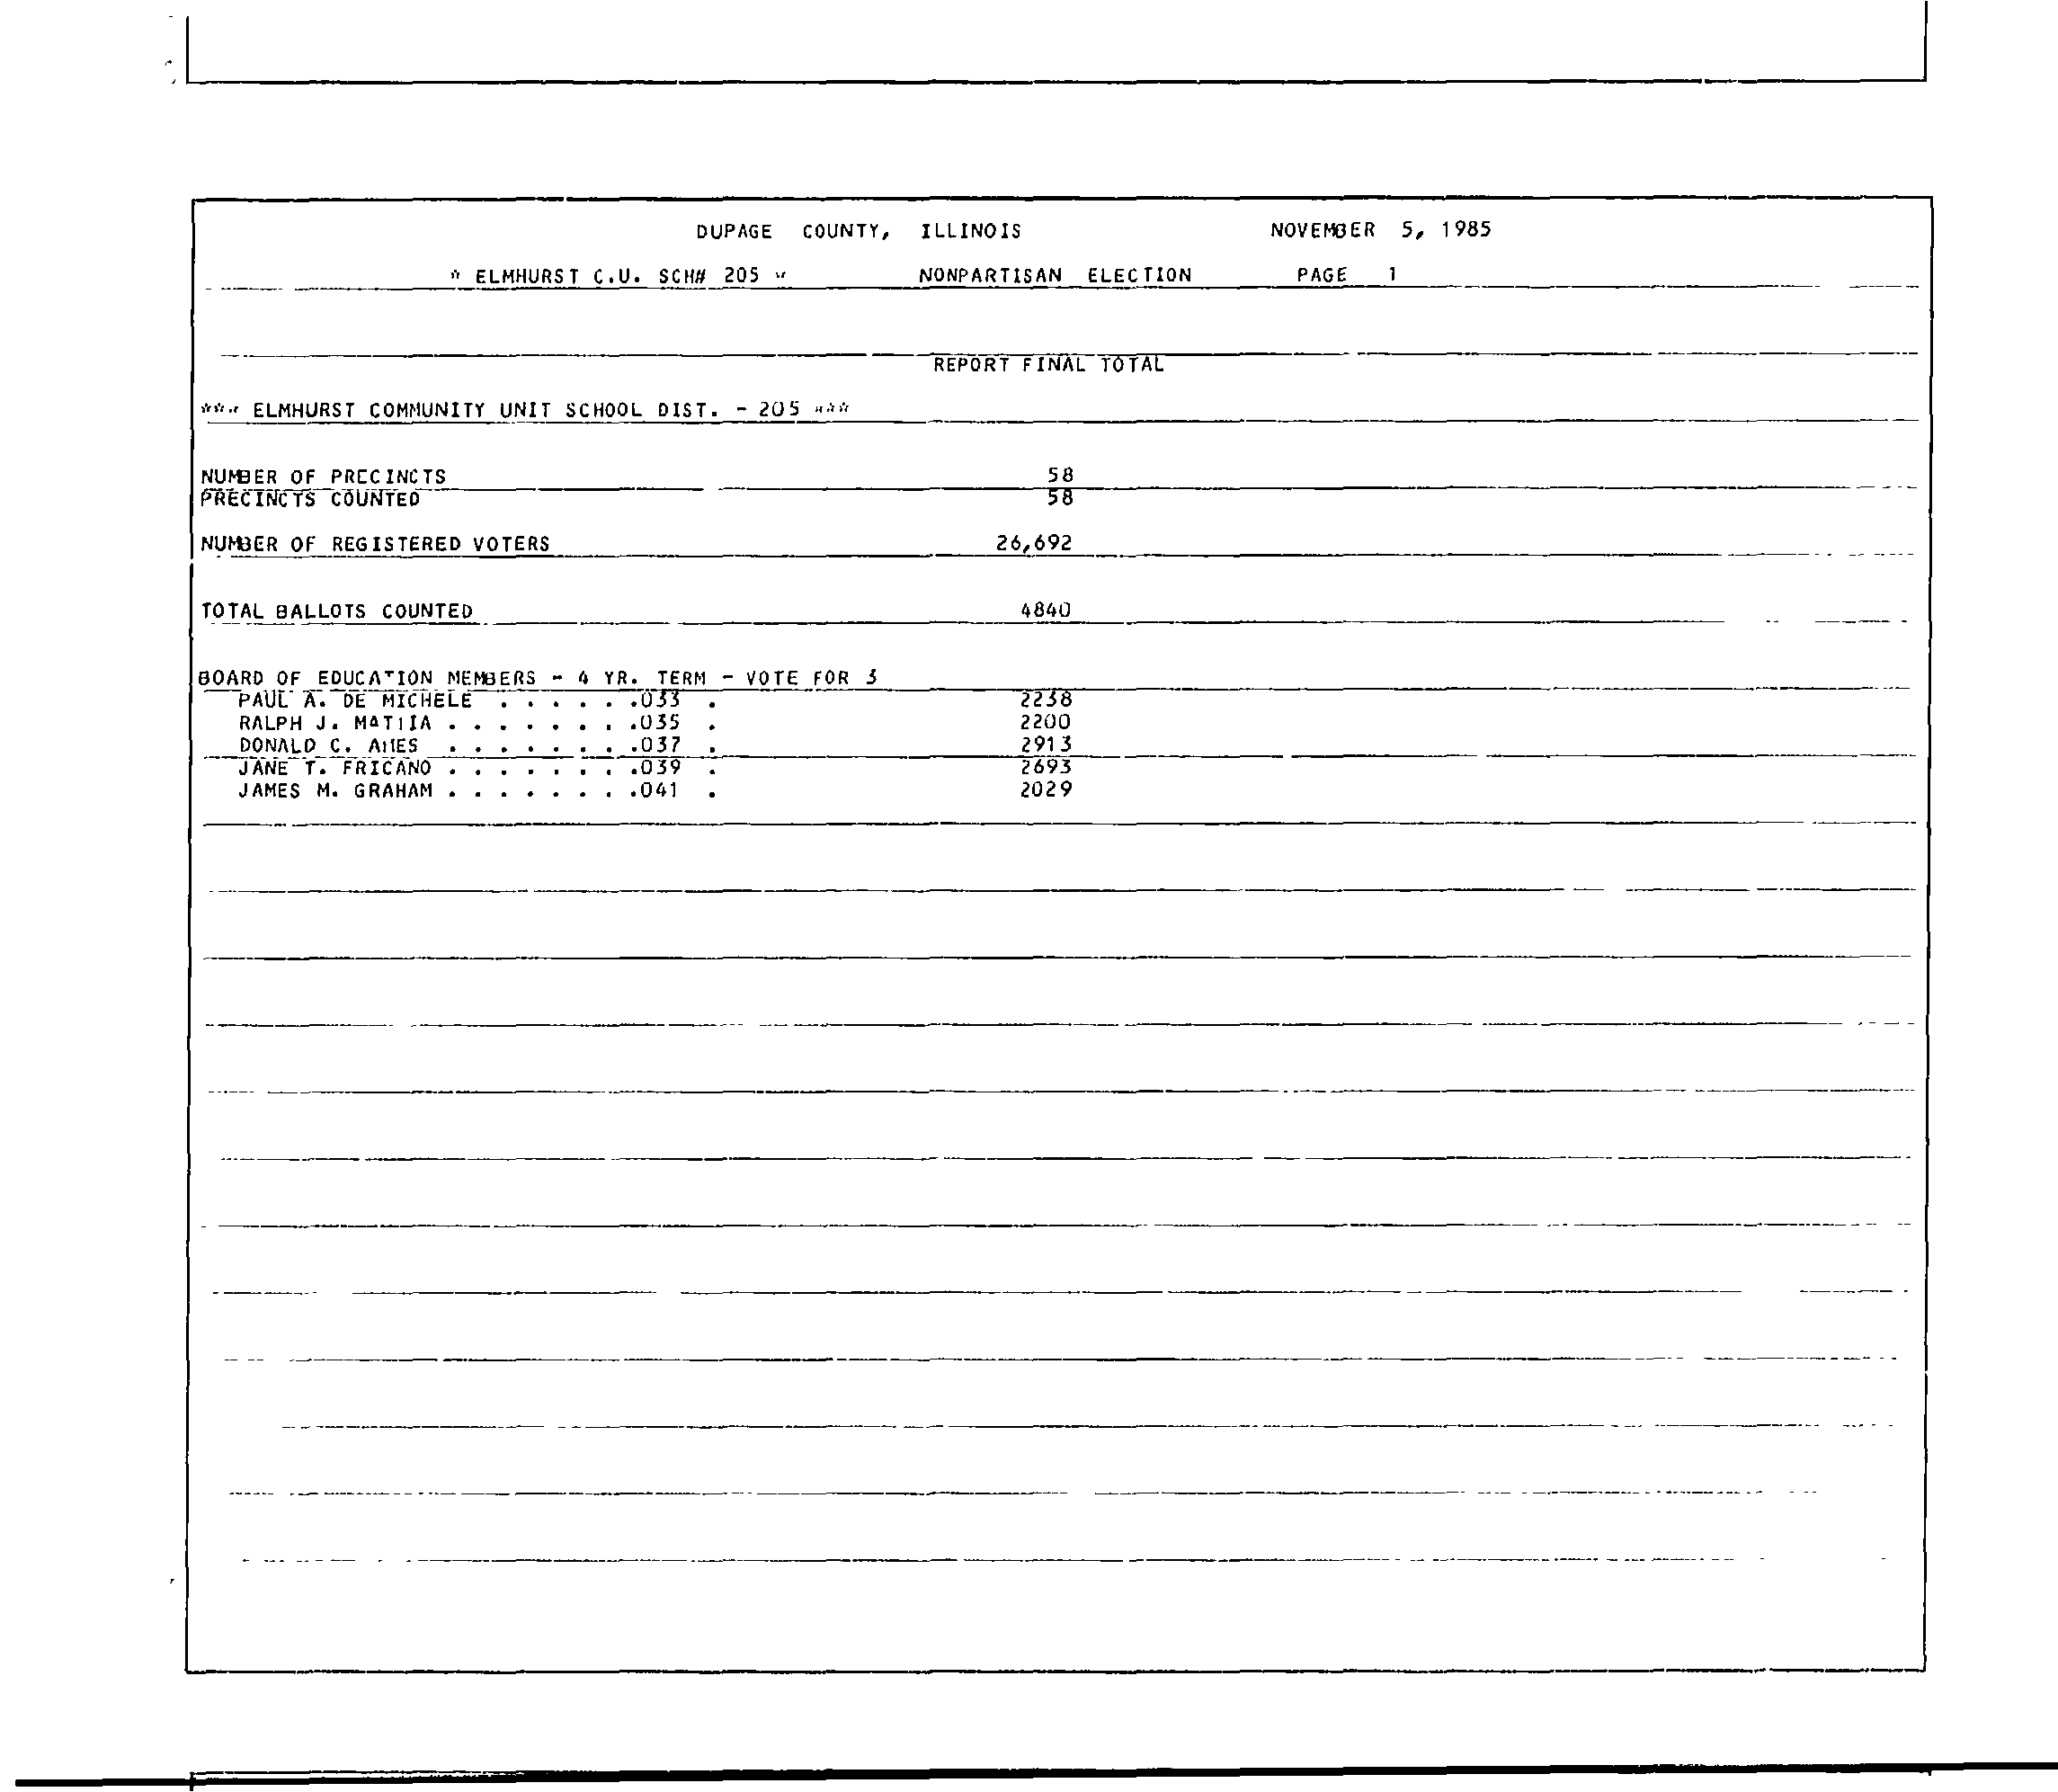 DUPAGE COUNTY, ILLINOIS NOVEMBER 5, 1985
* ELMHURST C.U. SCH# 205 * NONPARTISAN ELECTION PAGE 1
REPORT FINAL TOTAL
*** ELMHURST COMMUNITY UNIT SCHOOL DIST. - 205 ***
NUMBER OF PRECINCTS 58
PRECINCTS COUNTED 58
NUMBER OF REGISTERED VOTERS 26,692
TOTAL BALLOTS COUNTED 4840
BOARD OF EDUCATION MEMBERS - 4 YR. TERM - VOTE FOR 3
PAUL A. DE MICHELE . . . . . .033 . 2238
RALPH J. . . . . . . . .035 . 2200
DONALD C. AMES . . . . . . . .037 . 2913
JANE T. FRICANO . . . . . . . .039 . 2693
JAMES M. GRAHAM . . . . . . . .041 . 2029